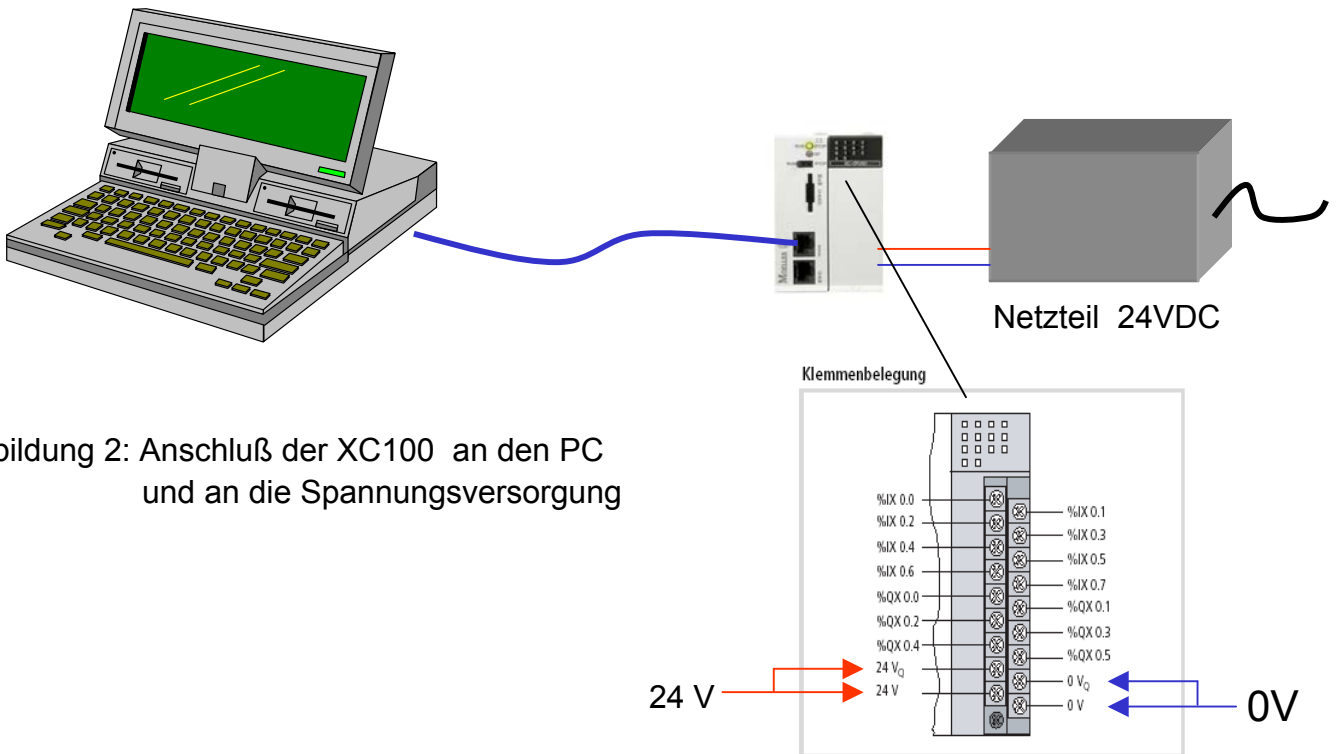 Netzteil 24VDC
Klemmenbelegung
bildung 2: Anschluß der XC100 an den PC
und an die Spannungsversorgung
%IX 0.0
%IX 0.1
%IX 0.2
%IX 0.3
%IX 0.4
%IX 0.5
%IX 0.6
%IX 0.7
%QX 0.0
%QX 0.1
%QX 0.2
%QX 0.3
%QX 0.4
%QX 0.5
24 VQ
0 VQ
24 V
0 V
24 V
0V
MOELLER